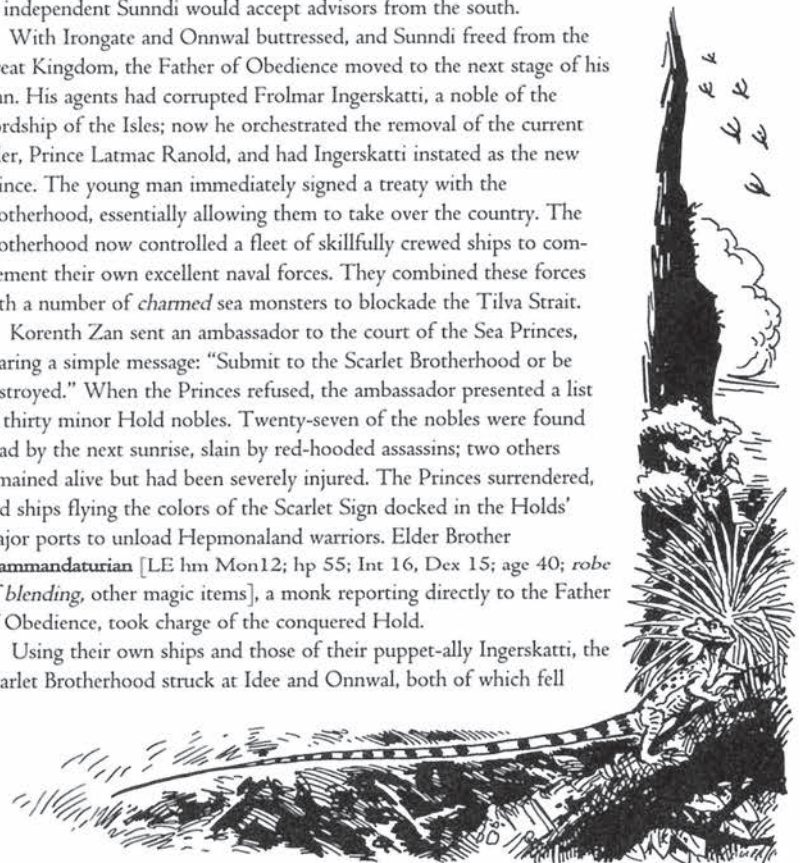 independent Sunndi would accept advisors from the south.
With Irongate and Onnwal buttressed, and Sunndi freed from the
eat Kingdom, the Father of Obedience moved to the next stage of his
an. His agents had corrupted Frolmar Ingerskatti, a noble of the
rdship of the Isles; now he orchestrated the removal of the current
er, Prince Latmac Ranold, and had Ingerskatti instated as the new
ince. The young man immediately signed a treaty with the
otherhood, essentially allowing them to take over the country. The
otherhood now controlled a fleet of skillfully crewed ships to com-
ement their own excellent naval forces. They combined these forces
th a number of charmed sea monsters to blockade the Tilva Strait.
Korenth Zan sent an ambassador to the court of the Sea Princes,
aring a simple message: “Submit to the Scarlet Brotherhood or be
stroyed.” When the Princes refused, the ambassador presented a list
thirty minor Hold nobles. Twenty-seven of the nobles were found
ad by the next sunrise, slain by red-hooded assassins; two others
mained alive but had been severely injured. The Princes surrendered,
d ships flying the colors of the Scarlet Sign docked in the Holds’
ajor ports to unload Hepmonaland warriors. Elder Brother
ammandaturian [LE hm Mon12; hp 55; Int 16, Dex 15; age 40; robe
f blending, other magic items], a monk reporting directly to the Father
f Obedience, took charge of the conquered Hold.
Using their own ships and those of their puppet-ally Ingerskatti, the
arlet Brotherhood struck at Idee and Onnwal, both of which fell